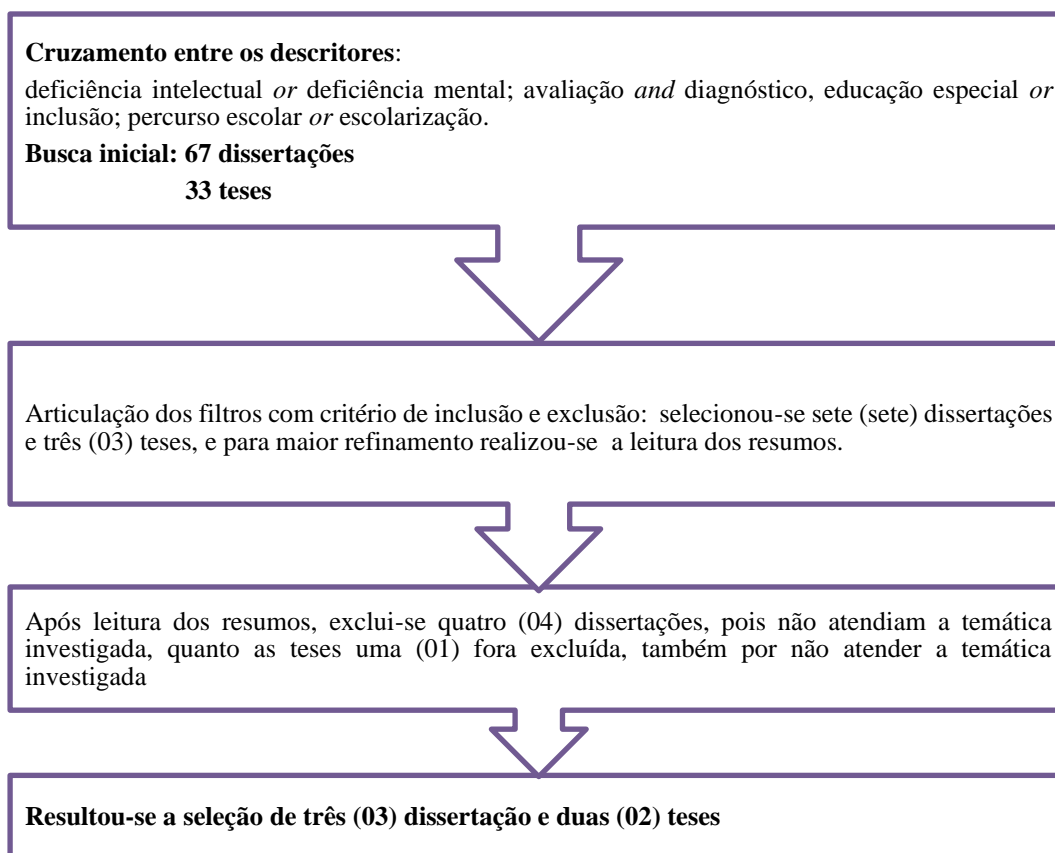 Cruzamento entre os descritores:
deficiência intelectual or deficiência mental; avaliação and diagnóstico, educação especial or
inclusão; percurso escolar or escolarização.
Busca inicial: 67 dissertações
33 teses
Articulação dos filtros com critério de inclusão e exclusão: selecionou-se sete (sete) dissertações
e três (03) teses, e para maior refinamento realizou-se a leitura dos resumos.
Após leitura dos resumos, exclui-se quatro (04) dissertações, pois não atendiam a temática
investigada, quanto as teses uma (01) fora excluída, também por não atender a temática
investigada
Resultou-se a seleção de três (03) dissertação e duas (02) teses